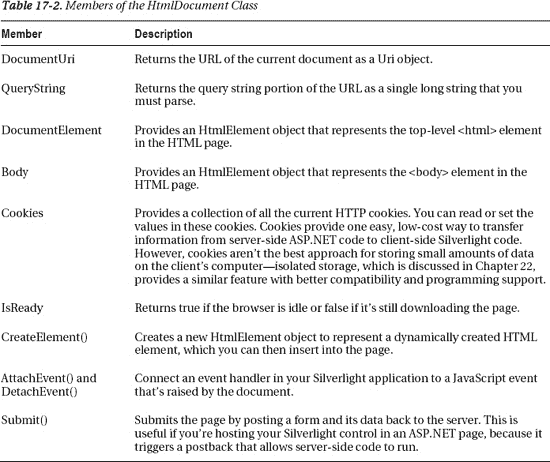 Table 17-2. Members of the HtmlDocument Class
Member Description
DocumentUri Returns the URL of the current document as a Uri object.
QueryString Returns the query string portion of the URL as a single long string that you
must parse.
DocumentElement Provides an HtmlElement object that represents the top-level <html> element
in the HTML page.
Body Provides an HtmlElement object that represents the <body> element in the
HTML page.
Cookies Provides a collection of all the current HTTP cookies. You can read or set the
values in these cookies. Cookies provide one easy, low-cost way to transfer
information from server-side ASP.NET code to client-side Silverlight code.
However, cookies aren't the best approach for storing small amounts of data
on the client's computer—isolated storage, which is discussed in Chapter 22,
provides a similar feature with better compatibility and programming support.
IsReady Returns true if the browser is idle or false if it's still downloading the page.
CreateElement() Creates a new HtmlElement object to represent a dynamically created HTML
element, which you can then insert into the page.
AttachEvent() and Connect an event handler in your Silverlight application to a JavaScript event
DetachEvent() that's raised by the document.
Submit() Submits the page by posting a form and its data back to the server. This is
useful if you're hosting your Silverlight control in an ASP.NET page, because it
triggers a postback that allows server-side code to run.